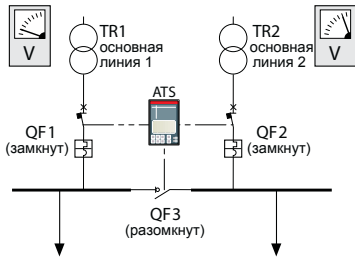 V
TR1
основная
линия 1
TR2
основная
линия 2
V
ATS
QF1
(замкнут)
QF2
(замкнут)
QF3
(разомкнут)